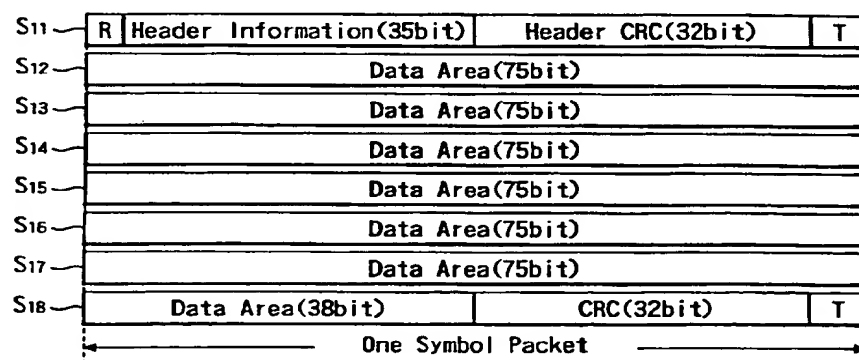 S11 R Header Information(35bit) Header CRC(32bit) T
S12 Data Area(75bit)
S13 Data Area(75bit)
S14 Data Area(75bit)
S15 Data Area(75bit)
S16 Data Area(75bit)
S17 Data Area(75bit)
S18 Data Area(38bit) CRC(32bit) T
One Symbol Packet